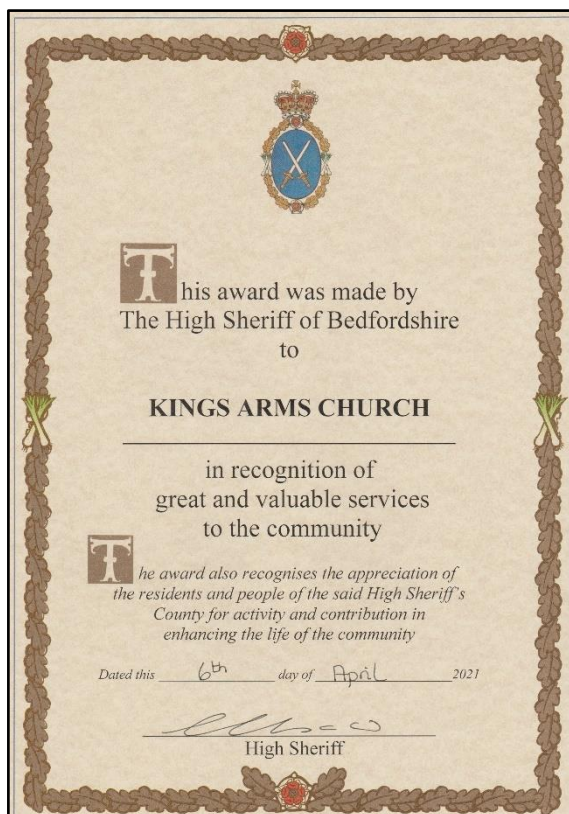 This award was made by
The High Sheriff of Bedfordshire
to
KINGS ARMS CHURCH
in recognition of
great and valuable services
to the community
The award also recognises the appreciation of
the residents and people of the said High Sheriff's
County for activity and contribution in
enhancing the life of the community
Dated this 6th day of April 2021
High Sheriff